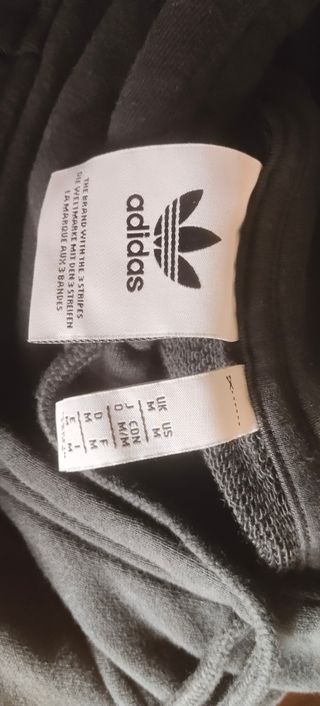 adidas
THE BRAND WITH THE 3 STRIPES
DIE WELTMARKE MIT DEN 3 STREIFEN
LA MARQUE AUX 3 BANDES
UK US
M M
J CDN
O M/M
D F
M M
E I
M M